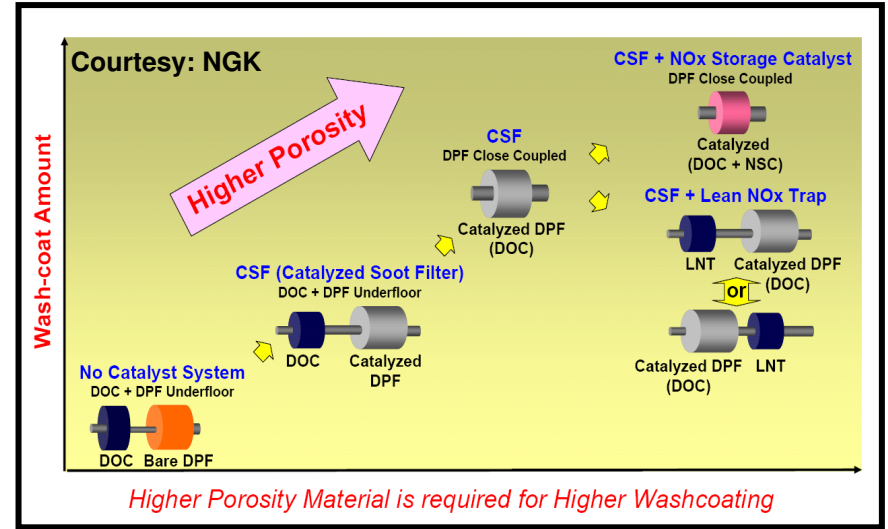 Courtesy: NGK
Higher Porosity
Wash-coat Amount
No Catalyst System
DOC + DPF Underfloor
DOC Bare DPF
CSF (Catalyzed Soot Filter)
DOC + DPF Underfloor
DOC
Catalyzed
DPF
CSF
DPF Close Coupled
Catalyzed DPF
(DOC)
CSF + NOx Storage Catalyst
DPF Close Coupled
Catalyzed
(DOC + NSC)
CSF + Lean NOx Trap
LNT
Catalyzed DPF
(DOC)
or
Catalyzed DPF
(DOC)
LNT
Higher Porosity Material is required for Higher Washcoating